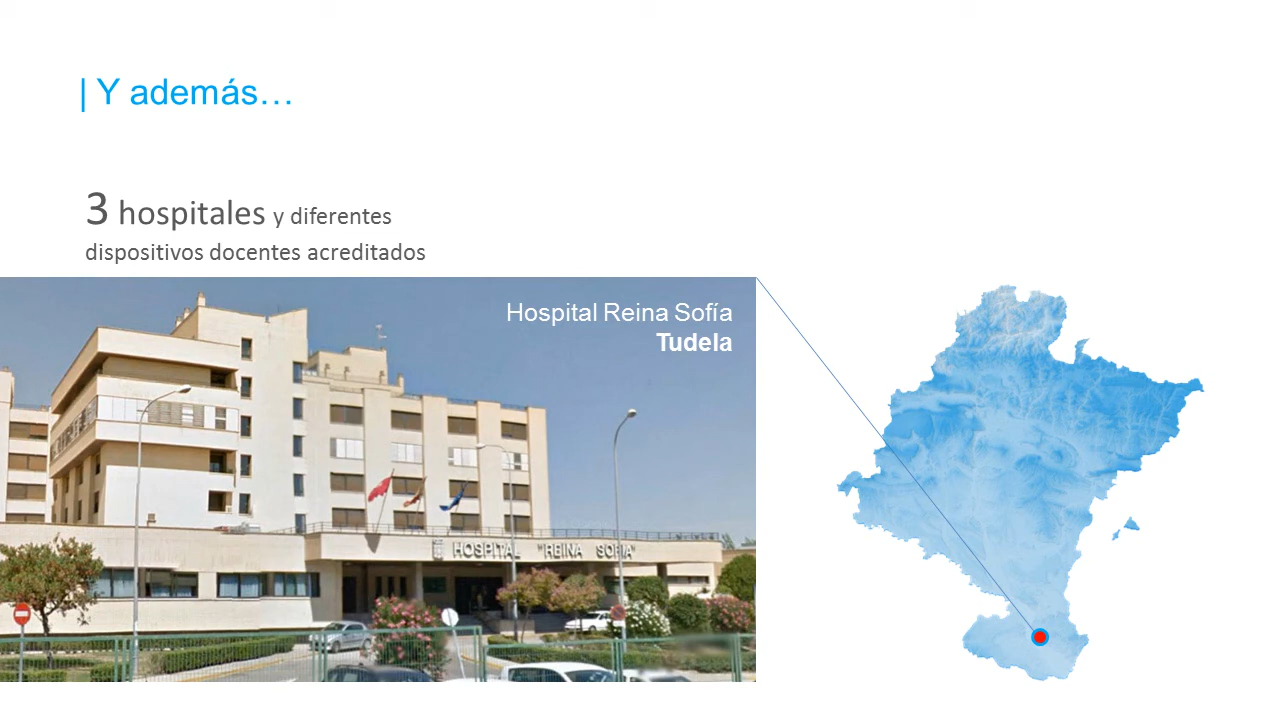 | Y además…
3 hospitales y diferentes
dispositivos docentes acreditados
Hospital Reina Sofía
Tudela
HOSPITAL "REINA SOFIA"